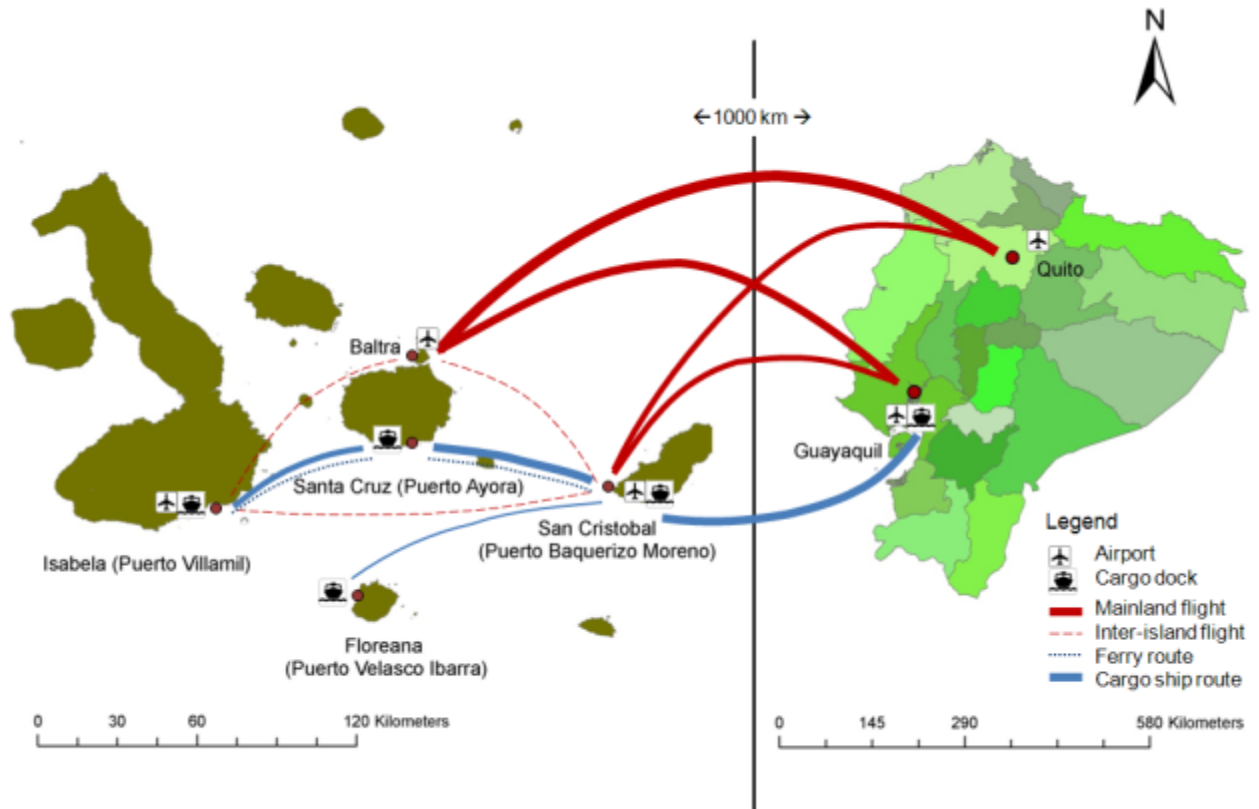 N
←1000 km→
Quito
Baltra
Guayaquil
Santa Cruz (Puerto Ayora)
San Cristobal
(Puerto Baquerizo Moreno)
Isabela (Puerto Villamil)
Floreana
(Puerto Velasco Ibarra)
Legend
Airport
Cargo dock
Mainland flight
Inter-island flight
Ferry route
Cargo ship route
0 30 60 120 Kilometers
0 145 290 580 Kilometers